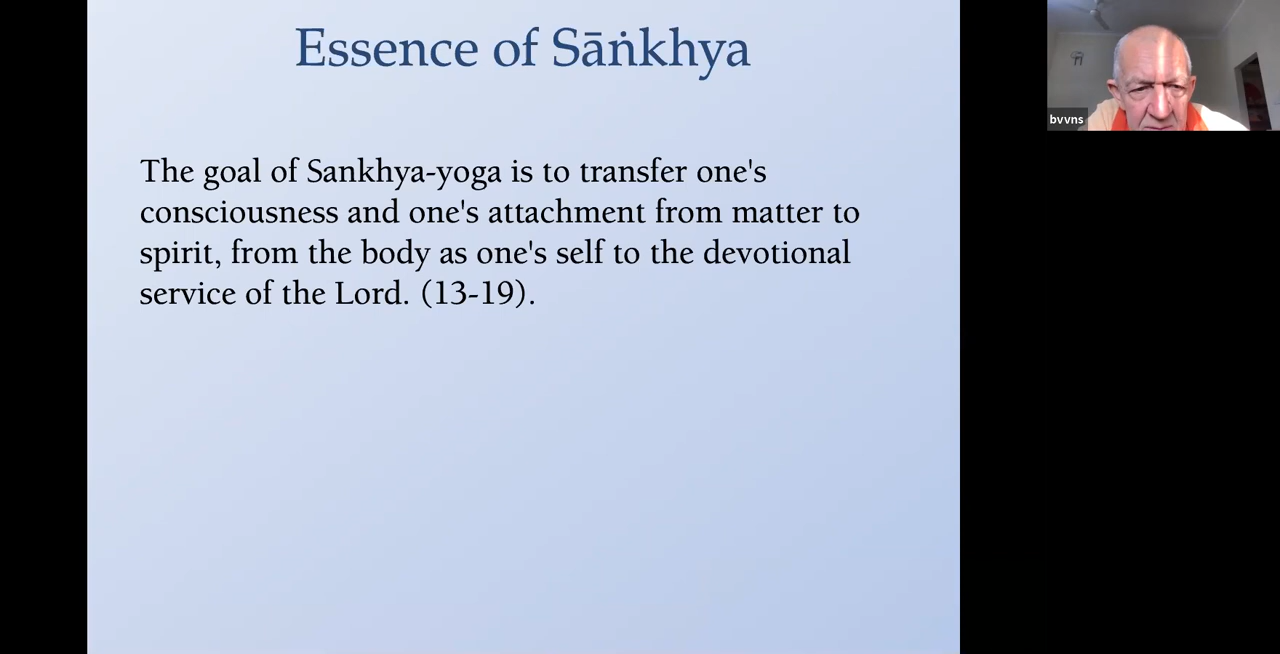 Essence of Sāṅkhya
The goal of Sankhya-yoga is to transfer one's
consciousness and one's attachment from matter to
spirit, from the body as one's self to the devotional
service of the Lord. (13-19).
bvvns